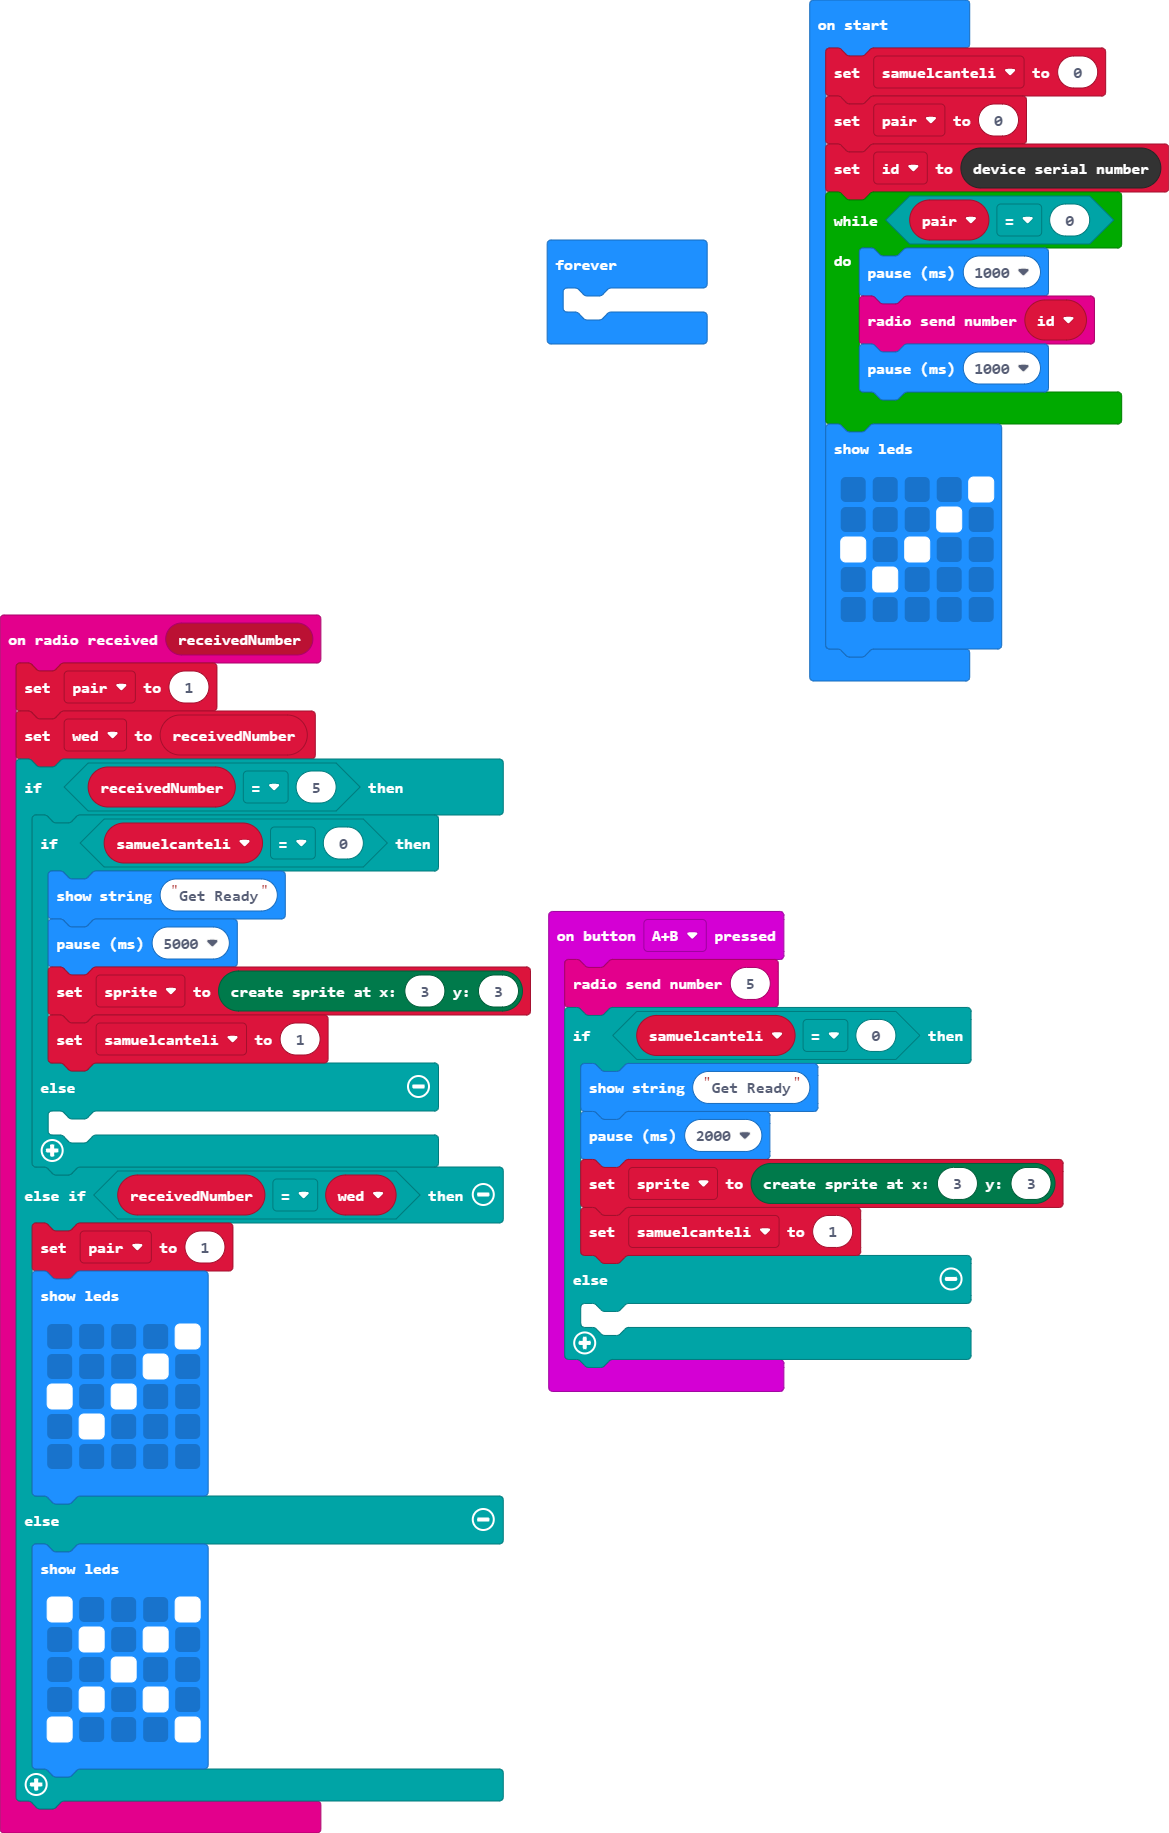 on start
set samuelcanteli to 0
set pair to 0
set id to device serial number
while pair = 0
do
pause (ms) 1000
radio send number id
pause (ms) 1000
show leds
forever
on radio received receivedNumber
set pair to 1
set wed to receivedNumber
if receivedNumber = 5 then
if samuelcanteli = 0 then
show string "Get Ready"
pause (ms) 5000
set sprite to create sprite at x: 3 y: 3
set samuelcanteli to 1
else
else if receivedNumber = wed then
set pair to 1
show leds
else
show leds
on button A+B pressed
radio send number 5
if samuelcanteli = 0 then
show string "Get Ready"
pause (ms) 2000
set sprite to create sprite at x: 3 y: 3
set samuelcanteli to 1
else